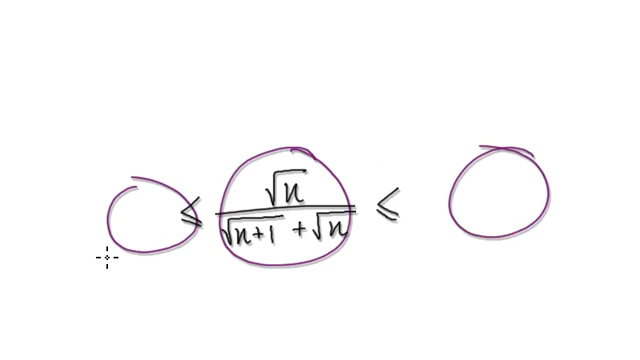 ≤ √n / (√n+1 + √n) ≤